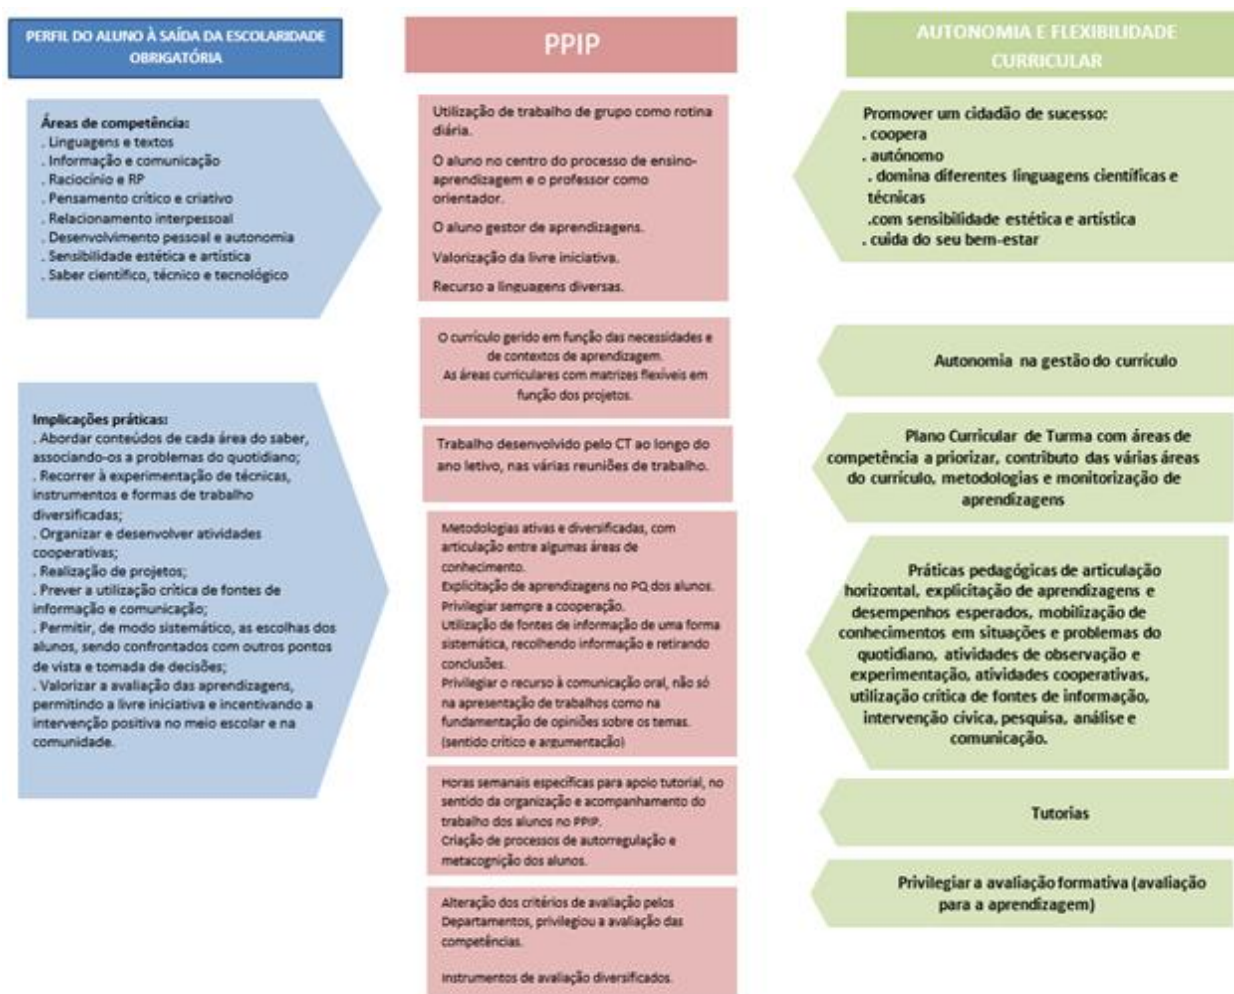 PERFIL DO ALUNO À SAÍDA DA ESCOLARIDADE
OBRIGATÓRIA
Áreas de competência:
. Linguagens e textos
. Informação e comunicação
. Raciocínio e RP
. Pensamento crítico e criativo
. Relacionamento interpessoal
. Desenvolvimento pessoal e autonomia
. Sensibilidade estética e artística
. Saber científico, técnico e tecnológico
Implicações práticas:
. Abordar conteúdos de cada área do saber,
associando-os a problemas do quotidiano;
. Recorrer à experimentação de técnicas,
instrumentos e formas de trabalho
diversificadas;
. Organizar e desenvolver atividades
cooperativas;
. Realização de projetos;
. Prever a utilização crítica de fontes de
informação e comunicação;
. Permitir, de modo sistemático, as escolhas dos
alunos, sendo confrontados com outros pontos
de vista e tomada de decisões;
. Valorizar a avaliação das aprendizagens,
permitindo a livre iniciativa e incentivando a
intervenção positiva no meio escolar e na
comunidade.
PPIP
Utilização de trabalho de grupo como rotina
diária.
O aluno no centro do processo de ensino-
aprendizagem e o professor como
orientador.
O aluno gestor de aprendizagens.
Valorização da livre iniciativa.
Recurso a linguagens diversas.
O currículo gerido em função das necessidades e
de contextos de aprendizagem.
As áreas curriculares com matrizes flexíveis em
função dos projetos.
Trabalho desenvolvido pelo CT ao longo do
ano letivo, nas várias reuniões de trabalho.
Metodologias ativas e diversificadas, com
articulação entre algumas áreas de
conhecimento.
Explicitação de aprendizagens no PQ dos alunos.
Privilegiar sempre a cooperação.
Utilização de fontes de informação de uma forma
sistemática, recolhendo informação e retirando
conclusões.
Privilegiar o recurso à comunicação oral, não só
na apresentação de trabalhos como na
fundamentação de opiniões sobre os temas.
(sentido crítico e argumentação)
Horas semanais específicas para apoio tutorial, no
sentido da organização e acompanhamento do
trabalho dos alunos no PPIP.
Criação de processos de autorregulação e
metacognição dos alunos.
Alteração dos critérios de avaliação pelos
Departamentos, privilegiou a avaliação das
competências.
Instrumentos de avaliação diversificados.
AUTONOMIA E FLEXIBILIDADE
CURRICULAR
Promover um cidadão de sucesso:
. coopera
. autónomo
. domina diferentes linguagens científicas e
técnicas
.com sensibilidade estética e artística
. cuida do seu bem-estar
Autonomia na gestão do currículo
Plano Curricular de Turma com áreas de
competência a priorizar, contributo das várias áreas
do currículo, metodologias e monitorização de
aprendizagens
Práticas pedagógicas de articulação
horizontal, explicitação de aprendizagens e
desempenhos esperados, mobilização de
conhecimentos em situações e problemas do
quotidiano, atividades de observação e
experimentação, atividades cooperativas,
utilização crítica de fontes de informação,
intervenção cívica, pesquisa, análise e
comunicação.
Tutorias
Privilegiar a avaliação formativa (avaliação
para a aprendizagem)